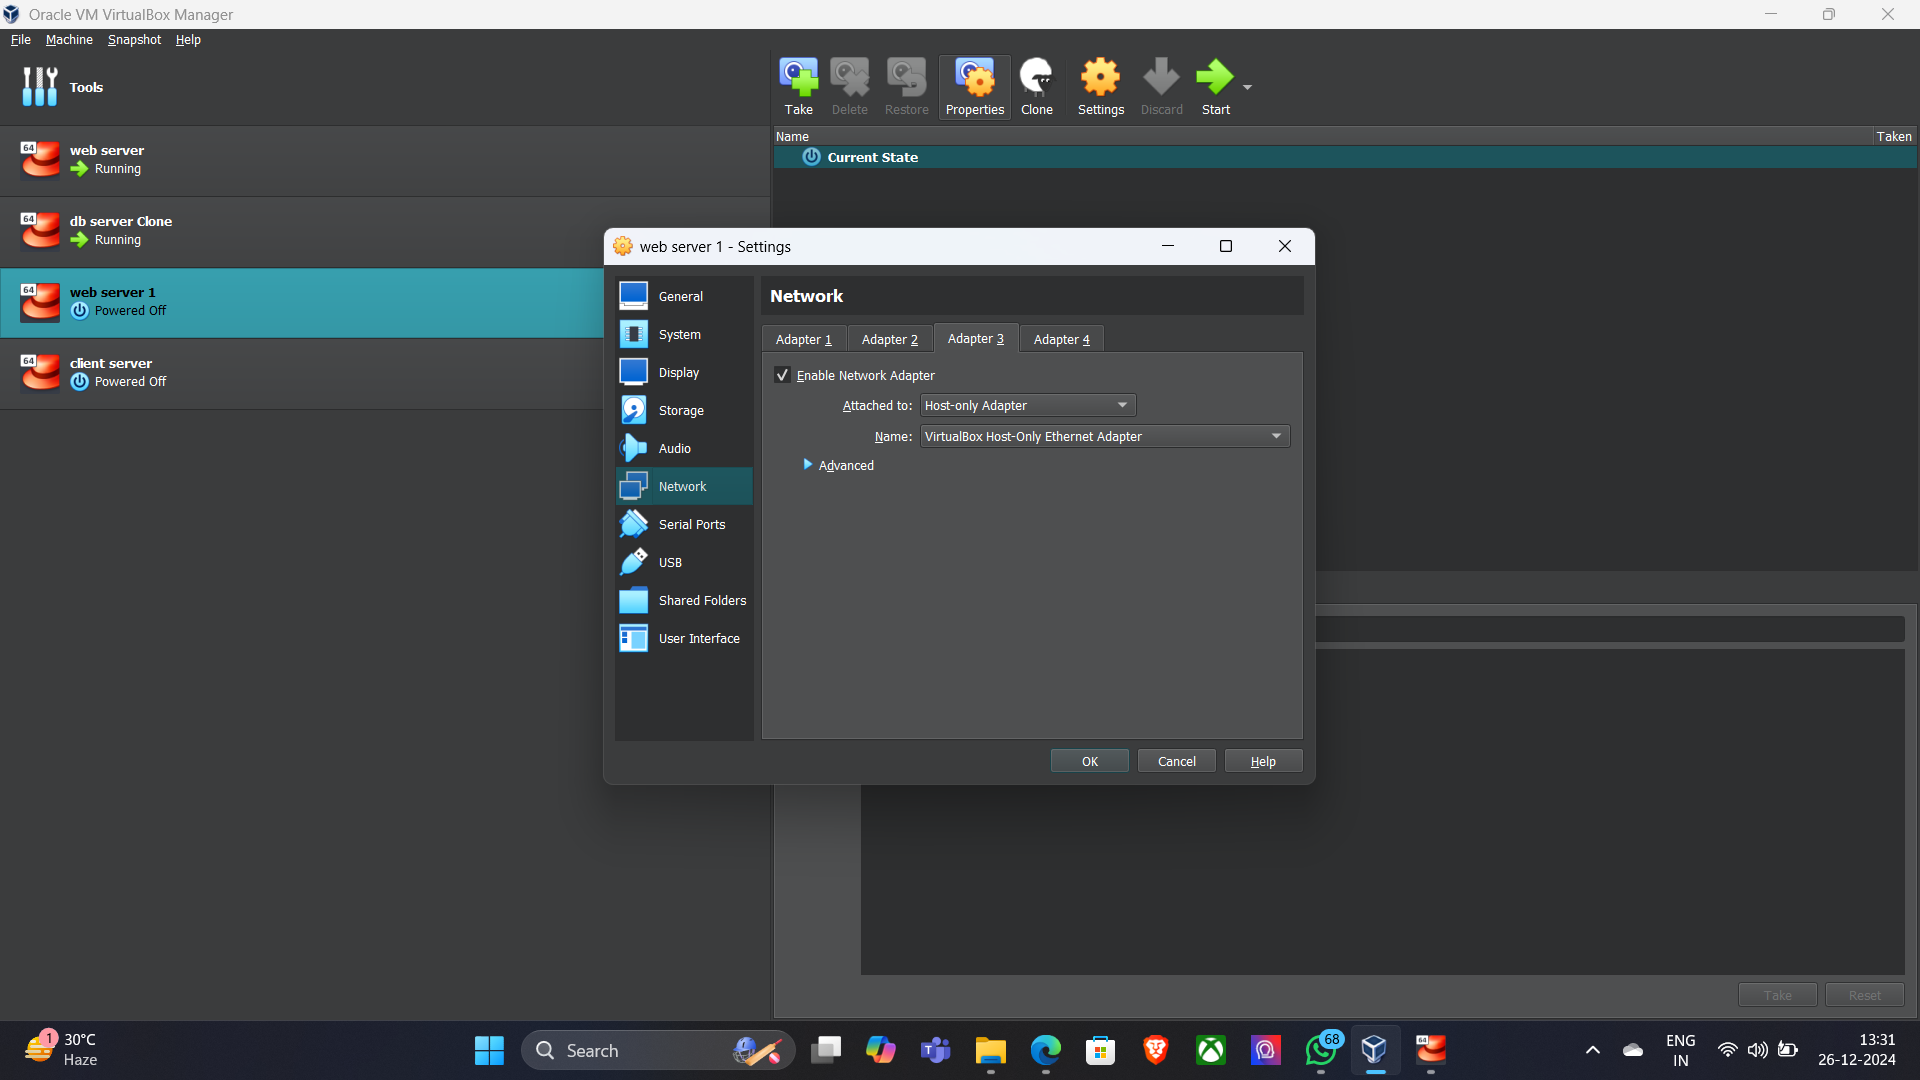 Oracle VM VirtualBox Manager
File Machine Snapshot Help
Tools
Take Delete Restore Properties Clone Settings Discard Start
Name Taken
Current State
64 web server
Running
64 db server Clone
Running
64 web server 1
Powered Off
64 client server
Powered Off
web server 1 - Settings
General
System
Display
Storage
Audio
Network
Serial Ports
USB
Shared Folders
User Interface
Network
Adapter 1 Adapter 2 Adapter 3 Adapter 4
Enable Network Adapter
Attached to: Host-only Adapter
Name: VirtualBox Host-Only Ethernet Adapter
Advanced
OK Cancel Help
Take Reset
1 30°C
Haze
Search
68
64
ENG
IN
13:31
26-12-2024